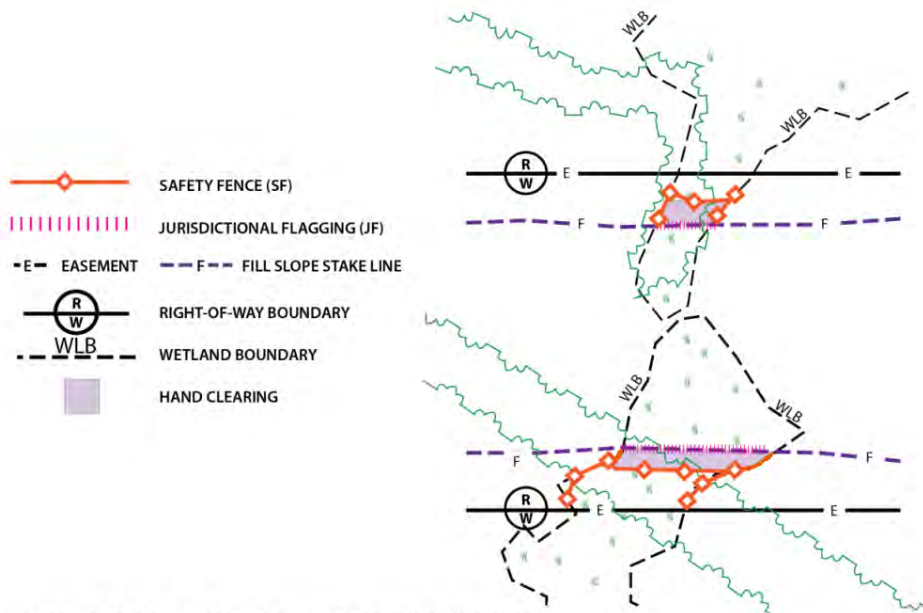 SAFETY FENCE (SF)
JURISDICTIONAL FLAGGING (JF)
E EASEMENT F FILL SLOPE STAKE LINE
R
W
RIGHT-OF-WAY BOUNDARY
WLB
WETLAND BOUNDARY
HAND CLEARING
WLB
WLB
R
W
E
E
F
F
WLB
WLB
F
F
R
W
E
E